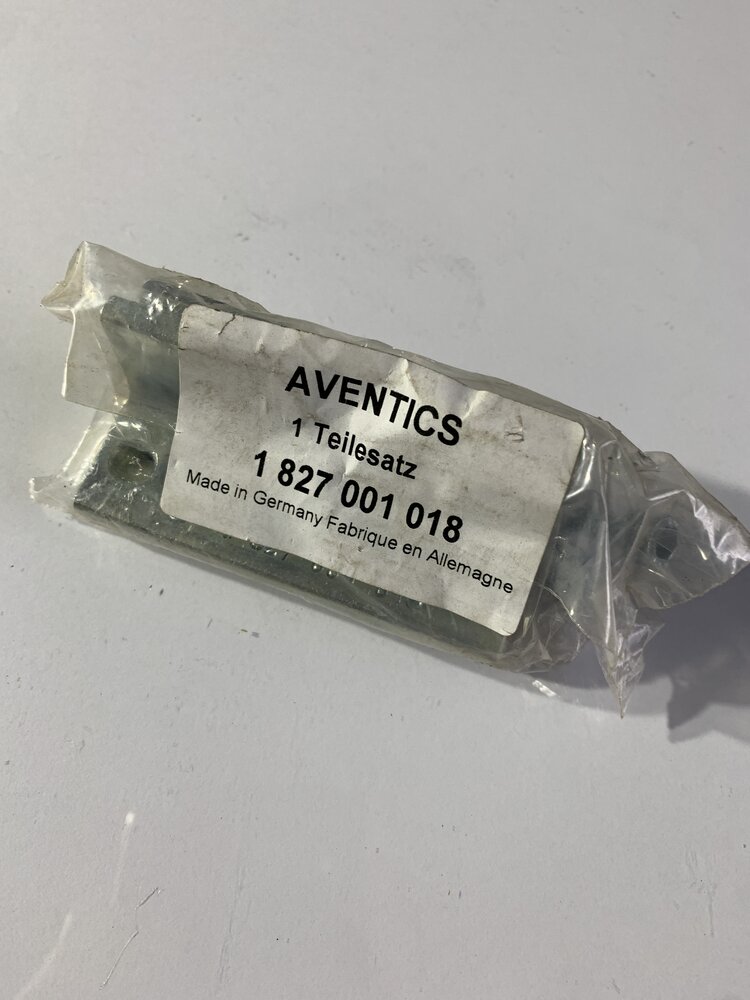 AVENTICS
1 Teilesatz
1 827 001 018
Made in Germany Fabrique en Allemagne